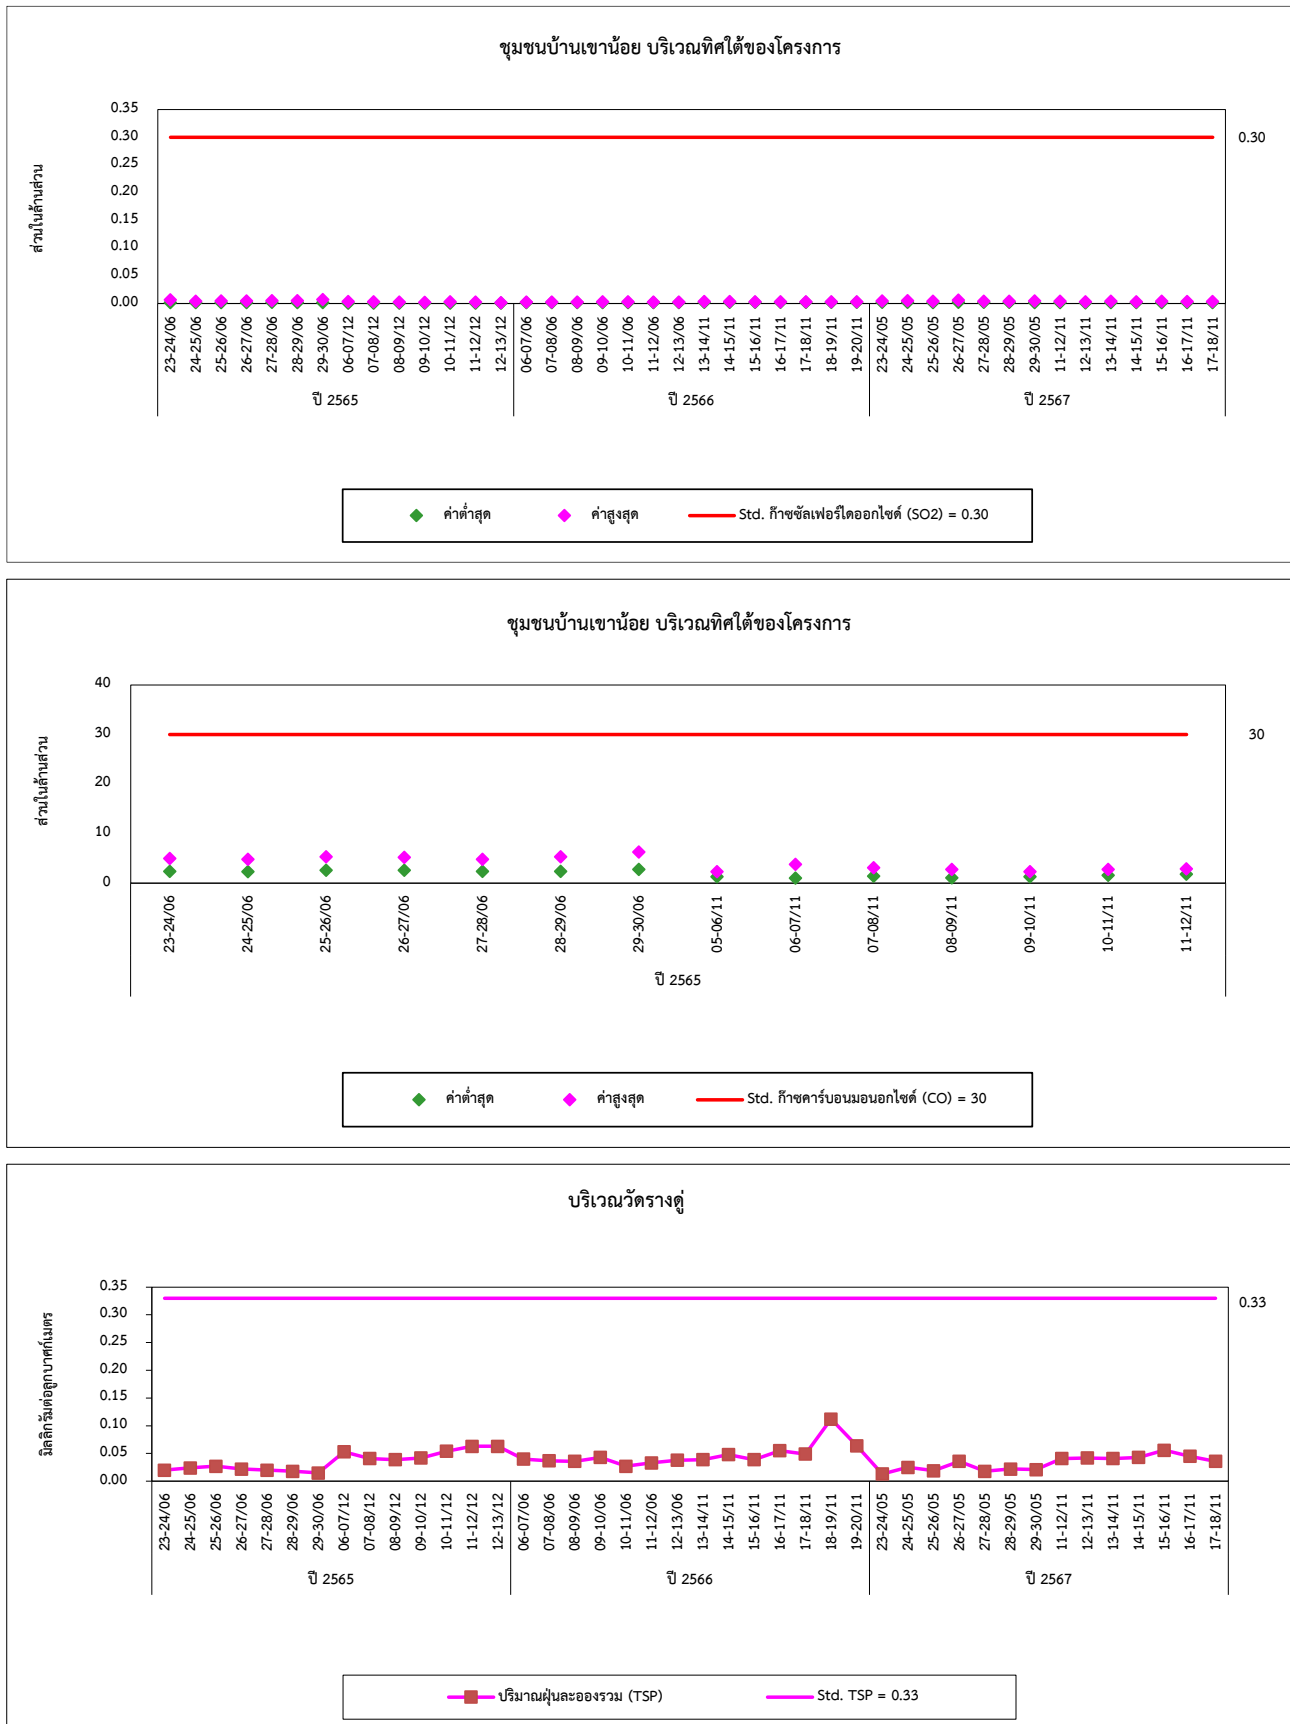 ชุมชนบ้านเขาน้อย บริเวณทิศใต้ของโครงการ
ส่วนในล้านส่วน
0.35
0.30
0.25
0.20
0.15
0.10
0.05
0.00
0.30
23-24/06 24-25/06 25-26/06 26-27/06 27-28/06 28-29/06 29-30/06 06-07/12 07-08/12 08-09/12 09-10/12 10-11/12 11-12/12 12-13/12 06-07/06 07-08/06 08-09/06 09-10/06 10-11/06 11-12/06 12-13/06 13-14/11 14-15/11 15-16/11 16-17/11 17-18/11 18-19/11 19-20/11 23-24/05 24-25/05 25-26/05 26-27/05 27-28/05 28-29/05 29-30/05 11-12/11 12-13/11 13-14/11 14-15/11 15-16/11 16-17/11 17-18/11
ปี 2565 ปี 2566 ปี 2567
ค่าต่ำสุด ค่าสูงสุด Std. ก๊าซซัลเฟอร์ไดออกไซด์ (SO2) = 0.30
ชุมชนบ้านเขาน้อย บริเวณทิศใต้ของโครงการ
ส่วนในล้านส่วน
40
30
20
10
0
30
23-24/06 24-25/06 25-26/06 26-27/06 27-28/06 28-29/06 29-30/06 05-06/11 06-07/11 07-08/11 08-09/11 09-10/11 10-11/11 11-12/11
ปี 2565
ค่าต่ำสุด ค่าสูงสุด Std. ก๊าซคาร์บอนมอนอกไซด์ (CO) = 30
บริเวณวัดรางดู่
มิลลิกรัมต่อลูกบาศก์เมตร
0.35
0.30
0.25
0.20
0.15
0.10
0.05
0.00
0.33
23-24/06 24-25/06 25-26/06 26-27/06 27-28/06 28-29/06 29-30/06 06-07/12 07-08/12 08-09/12 09-10/12 10-11/12 11-12/12 12-13/12 06-07/06 07-08/06 08-09/06 09-10/06 10-11/06 11-12/06 12-13/06 13-14/11 14-15/11 15-16/11 16-17/11 17-18/11 18-19/11 19-20/11 23-24/05 24-25/05 25-26/05 26-27/05 27-28/05 28-29/05 29-30/05 11-12/11 12-13/11 13-14/11 14-15/11 15-16/11 16-17/11 17-18/11
ปี 2565 ปี 2566 ปี 2567
ปริมาณฝุ่นละอองรวม (TSP) Std. TSP = 0.33